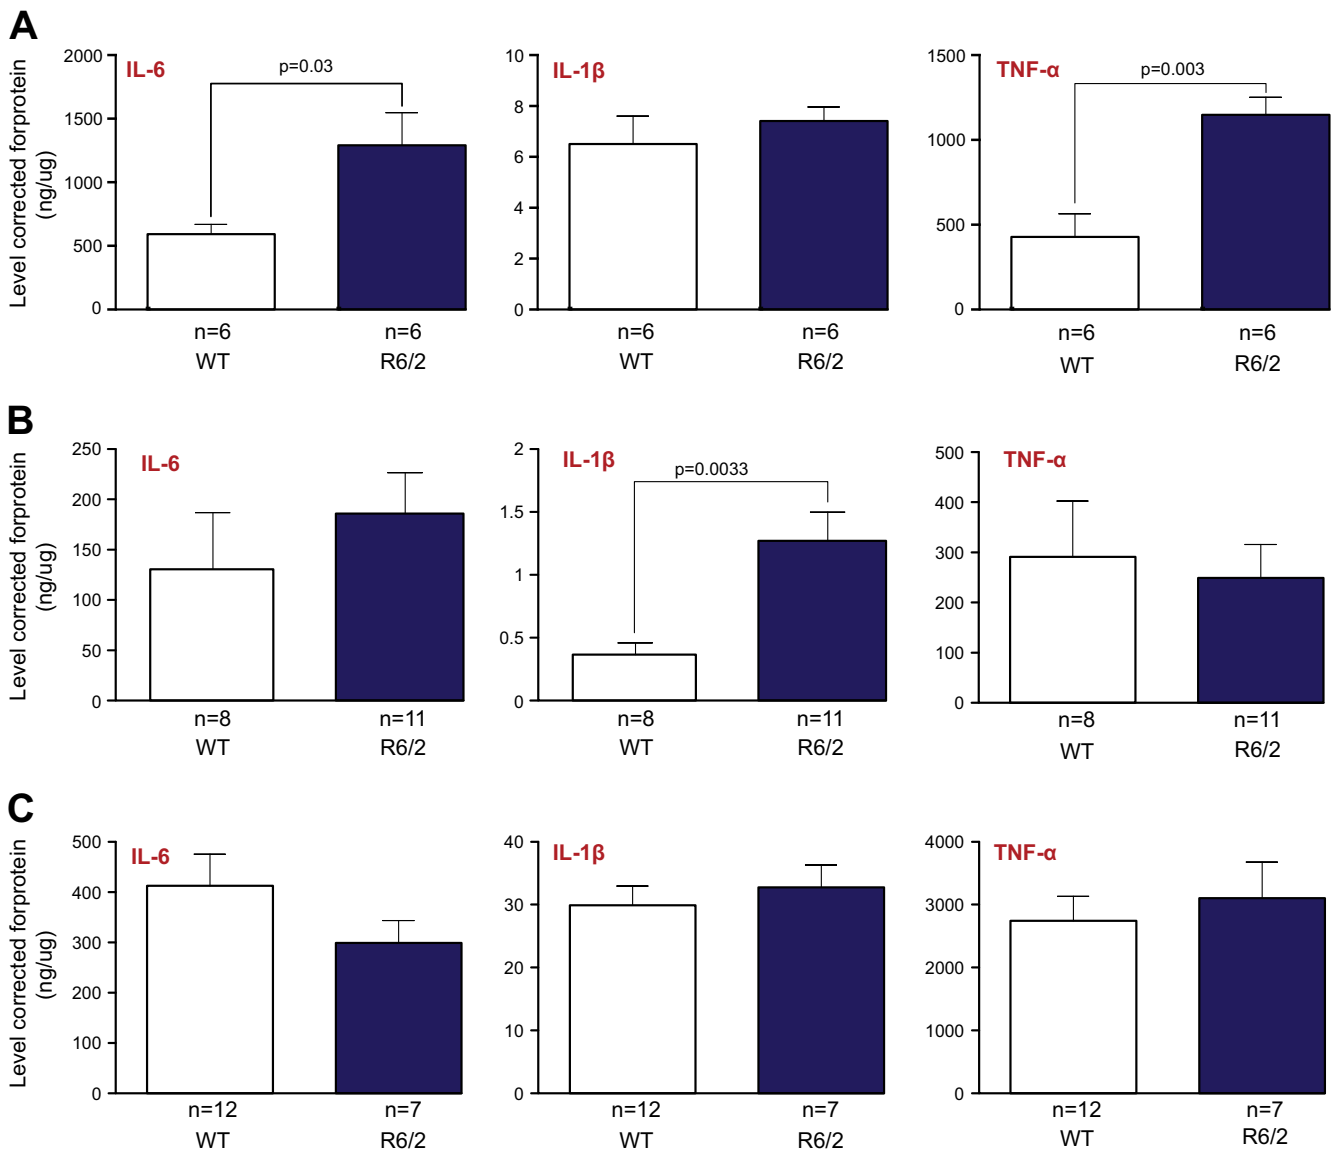 A
Level corrected forprotein
(ng/ug)
IL-6
p=0.03
2000
1500
1000
500
0
n=6
n=6
WT
R6/2
IL-1β
10
8
6
4
2
0
n=6
n=6
WT
R6/2
TNF-α
p=0.003
1500
1000
500
0
n=6
n=6
WT
R6/2
B
Level corrected forprotein
(ng/ug)
IL-6
250
200
150
100
50
0
n=8
n=11
WT
R6/2
IL-1β
p=0.0033
2
1.5
1
0.5
0
n=8
n=11
WT
R6/2
TNF-α
500
400
300
200
100
0
n=8
n=11
WT
R6/2
C
Level corrected forprotein
(ng/ug)
IL-6
500
400
300
200
100
0
n=12
n=7
WT
R6/2
IL-1β
40
30
20
10
0
n=12
n=7
WT
R6/2
TNF-α
4000
3000
2000
1000
0
n=12
n=7
WT
R6/2